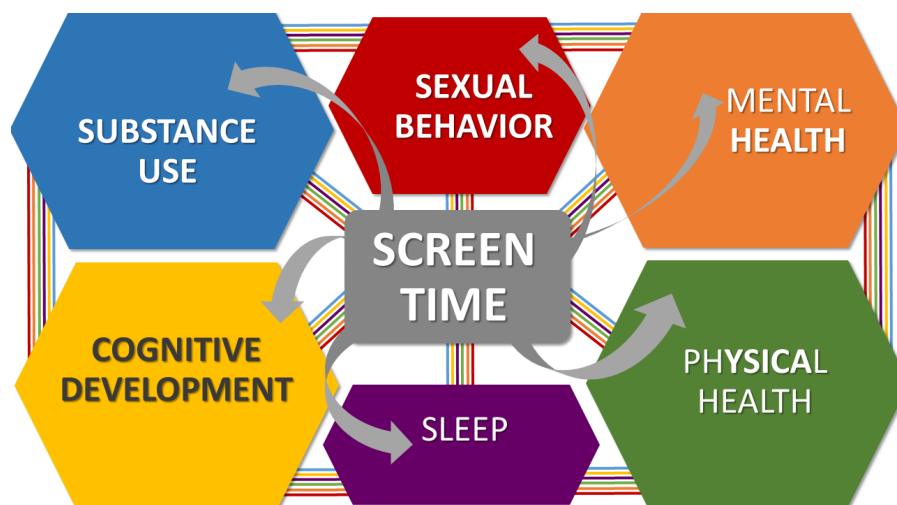 SUBSTANCE
USE
SEXUAL
BEHAVIOR
MENTAL
HEALTH
SCREEN
TIME
COGNITIVE
DEVELOPMENT
SLEEP
PHYSICAL
HEALTH